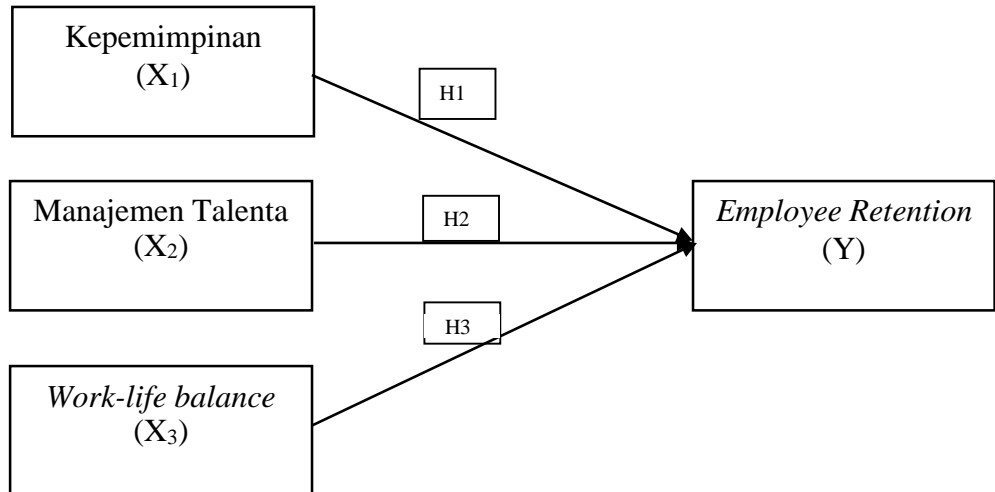 Kepemimpinan
(X₁)
H1
Manajemen Talenta
(X₂)
H2
Employee Retention
(Y)
H3
Work-life balance
(X₃)